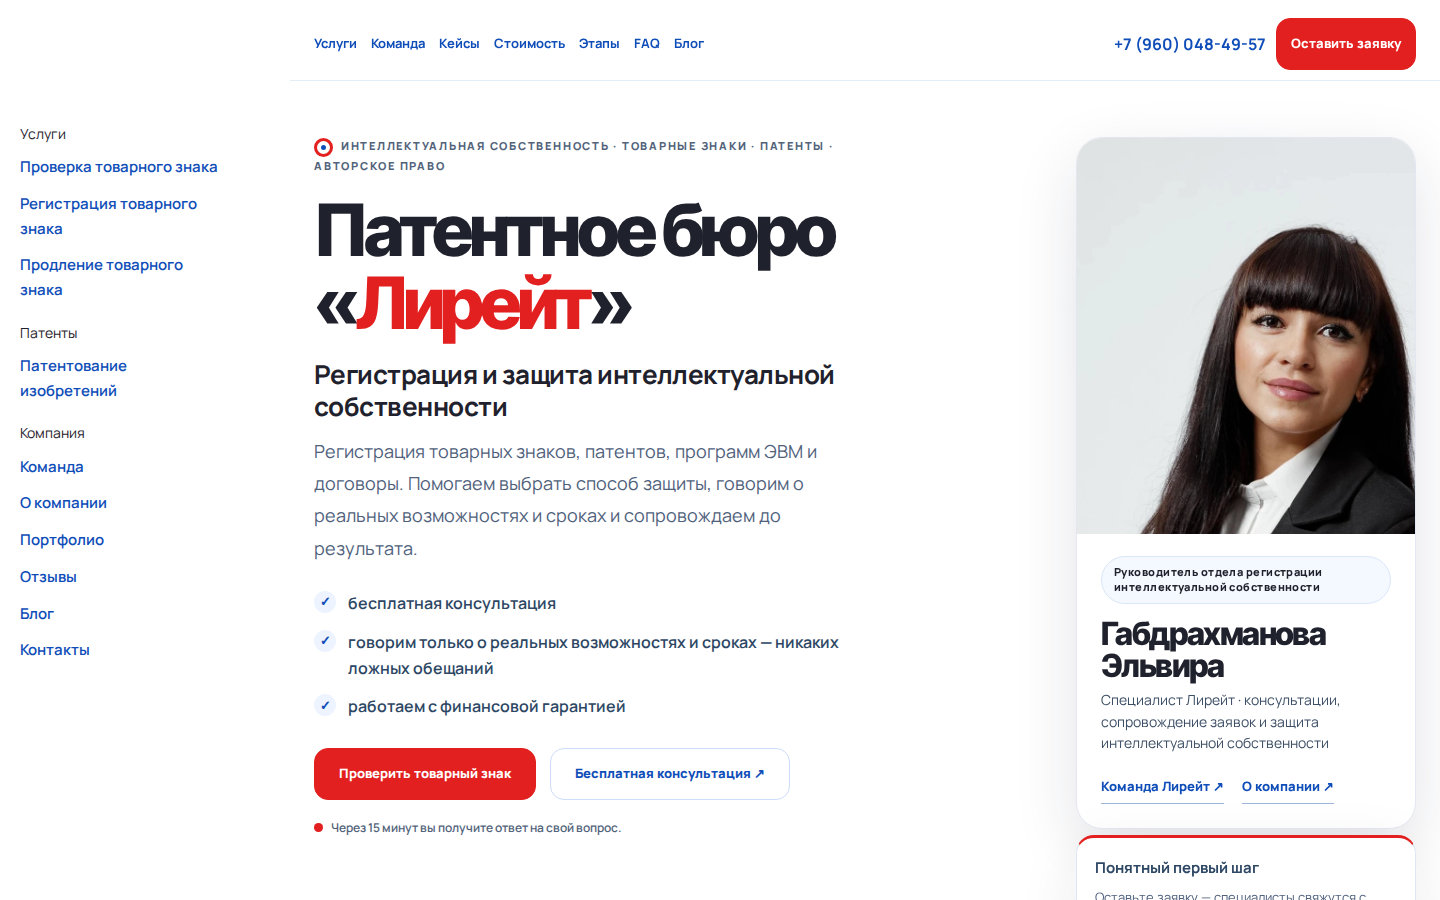 Услуги Команда Кейсы Стоимость Этапы FAQ Блог
+7 (960) 048-49-57
Оставить заявку
Услуги
Проверка товарного знака
Регистрация товарного
знака
Продление товарного
знака
Патенты
Патентование
изобретений
Компания
Команда
О компании
Портфолио
Отзывы
Блог
Контакты
ИНТЕЛЛЕКТУАЛЬНАЯ СОБСТВЕННОСТЬ · ТОВАРНЫЕ ЗНАКИ · ПАТЕНТЫ ·
АВТОРСКОЕ ПРАВО
Патентное бюро
«Лирейт»
Регистрация и защита интеллектуальной
собственности
Регистрация товарных знаков, патентов, программ ЭВМ и
договоры. Помогаем выбрать способ защиты, говорим о
реальных возможностях и сроках и сопровождаем до
результата.
✓ бесплатная консультация
✓ говорим только о реальных возможностях и сроках — никаких
ложных обещаний
✓ работаем с финансовой гарантией
Проверить товарный знак
Бесплатная консультация ↗
Через 15 минут вы получите ответ на свой вопрос.
Руководитель отдела регистрации
интеллектуальной собственности
Габдрахманова
Эльвира
Специалист Лирейт · консультации,
сопровождение заявок и защита
интеллектуальной собственности
Команда Лирейт ↗ О компании ↗
Понятный первый шаг
Оставьте заявку — специалисты свяжутся с